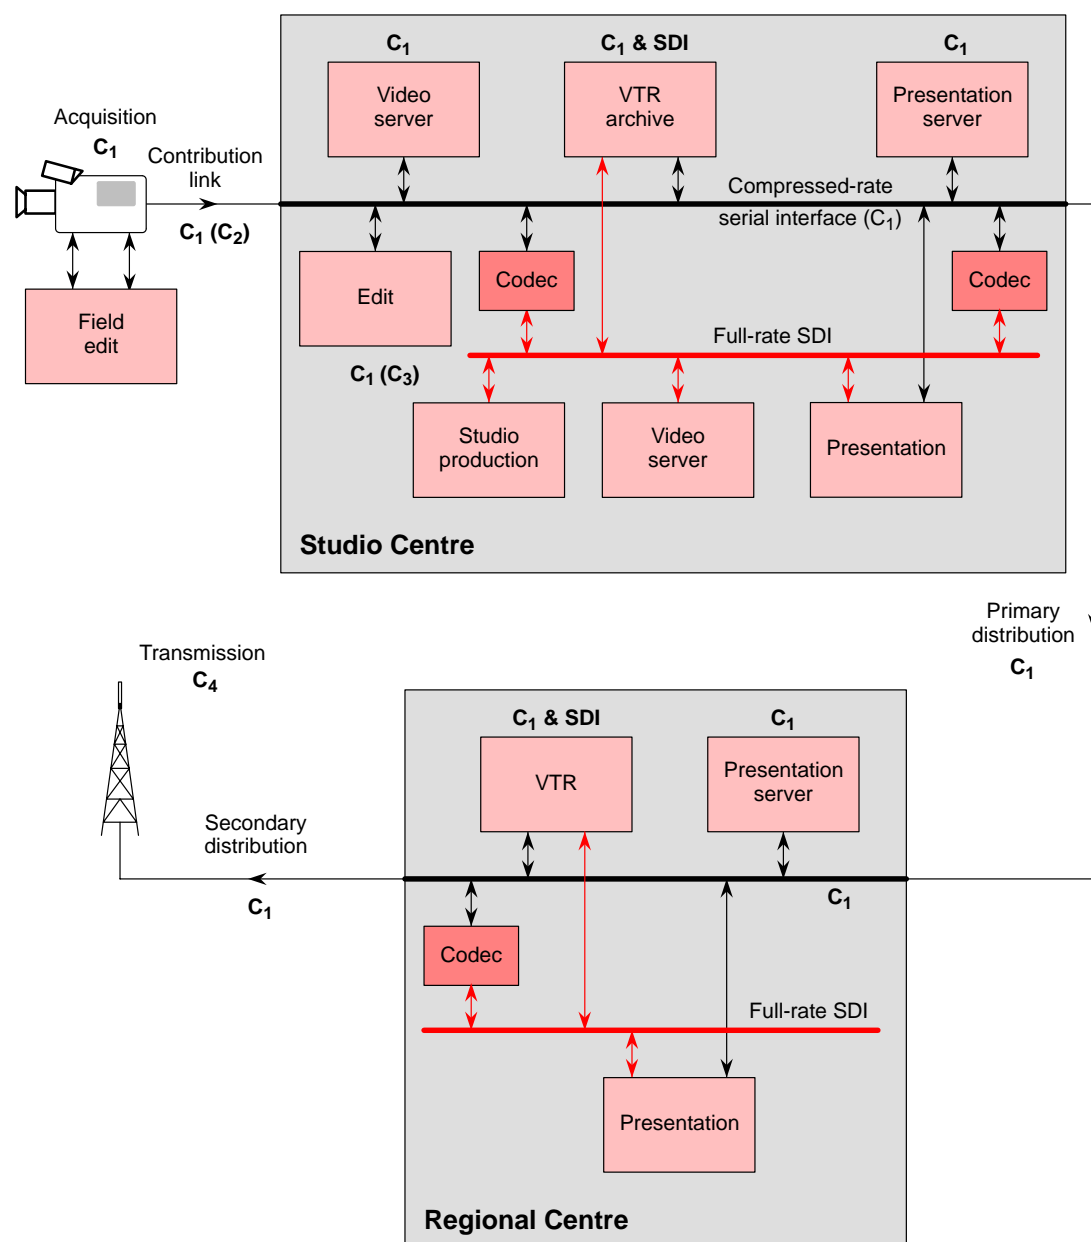 C1
C1 & SDI
C1
Video
server
VTR
archive
Presentation
server
Acquisition
C1
Contribution
link
C1 (C2)
Compressed-rate
serial interface (C1)
Edit
Codec
Codec
Field
edit
Full-rate SDI
C1 (C3)
Studio
production
Video
server
Presentation
Studio Centre
Primary
distribution
C1
Transmission
C4
C1 & SDI
C1
VTR
Presentation
server
Secondary
distribution
C1
C1
Codec
Full-rate SDI
Presentation
Regional Centre